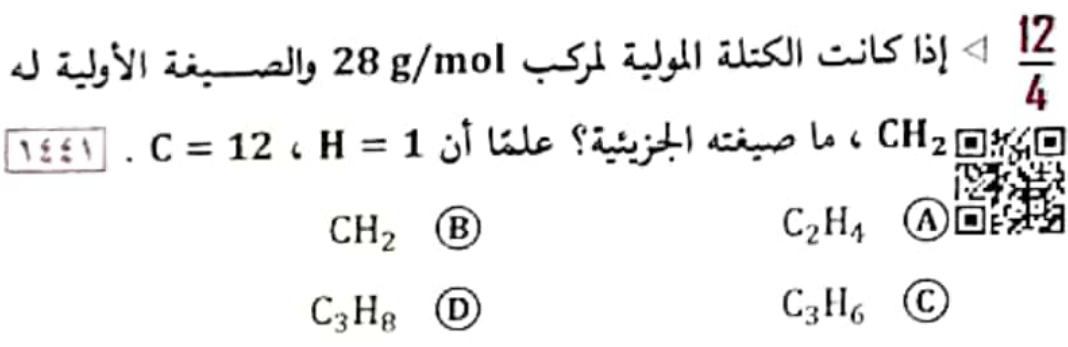 12/4 ◁ إذا كانت الكتلة المولية لمركب 28 g/mol والصيغة الأولية له
CH₂ ، ما صيغته الجزيئية؟ علمًا أن C = 12 ، H = 1 . ١٤٤١
Ⓐ C₂H₄ Ⓑ CH₂
Ⓒ C₃H₆ Ⓓ C₃H₈